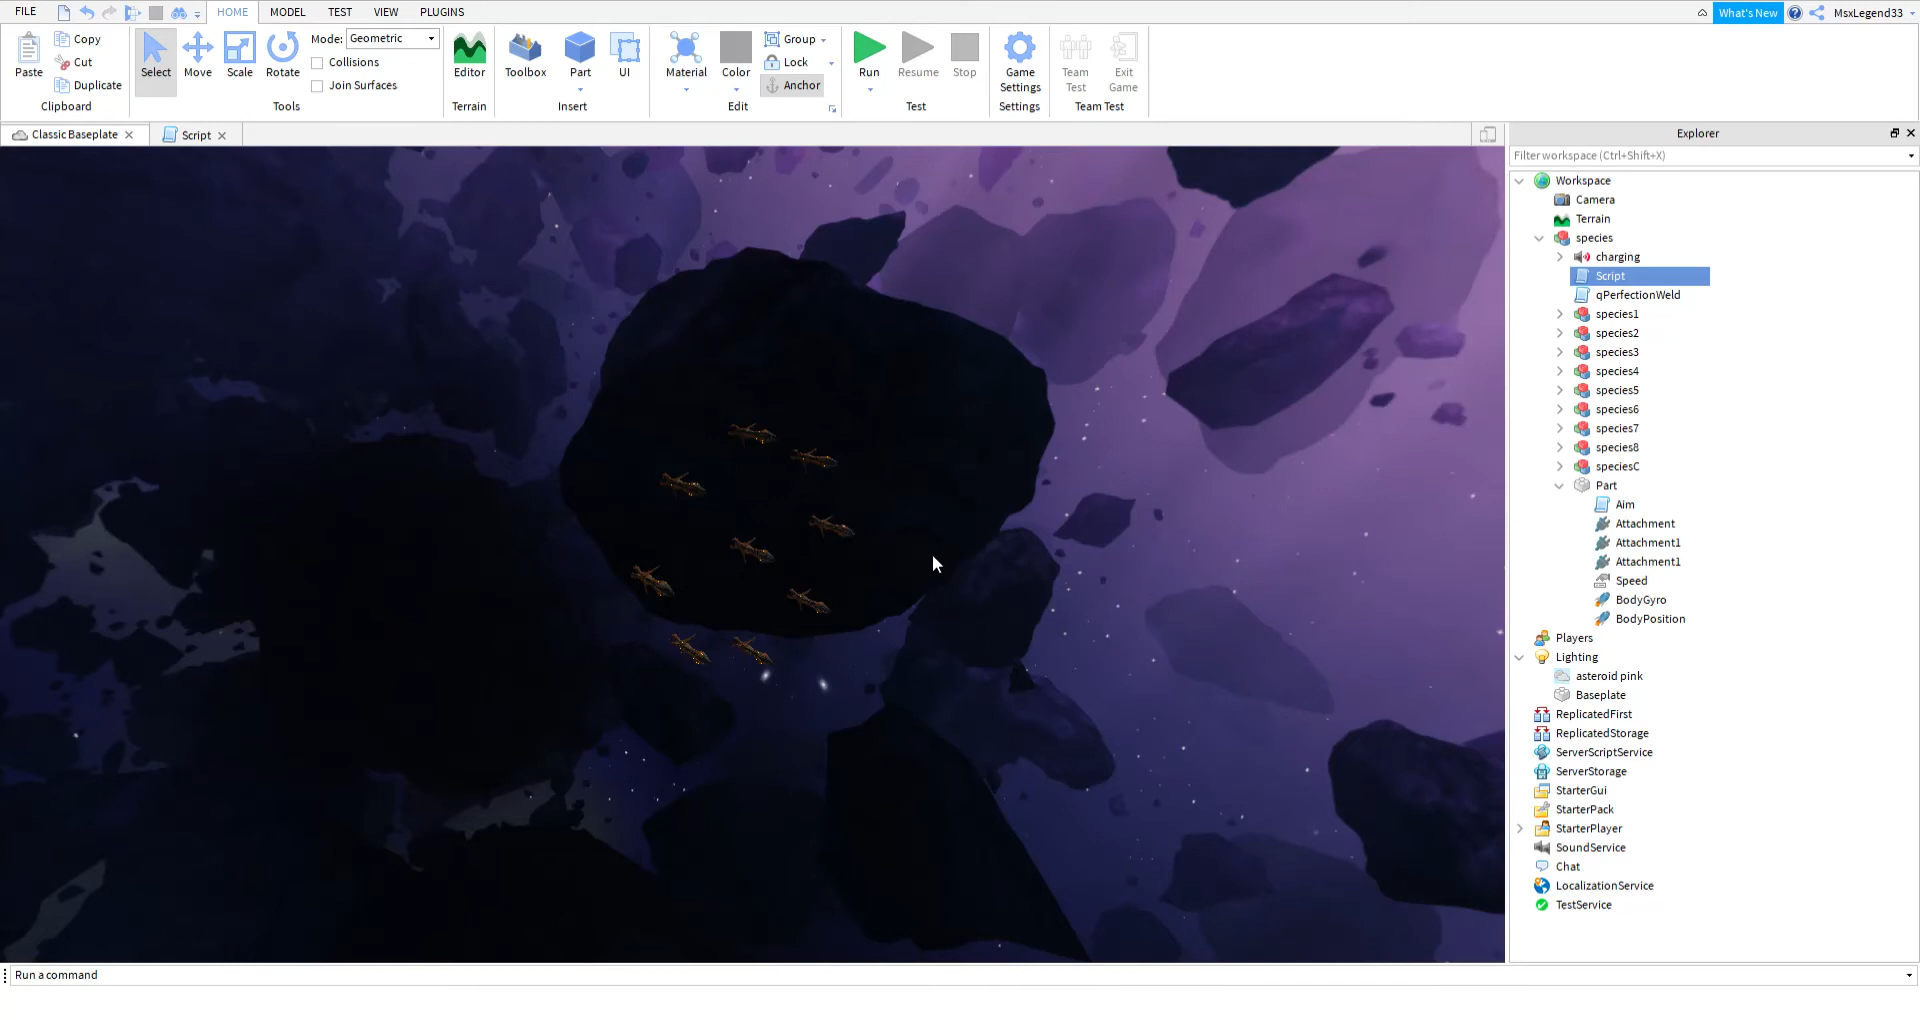 FILE
HOME
MODEL
TEST
VIEW
PLUGINS
What's New
MsxLegend33
Paste
Copy
Cut
Duplicate
Clipboard
Select
Move
Scale
Rotate
Mode: Geometric
Collisions
Join Surfaces
Tools
Editor
Terrain
Toolbox
Part
UI
Insert
Material
Color
Group
Lock
Anchor
Edit
Run
Resume
Stop
Test
Game
Settings
Settings
Team
Test
Exit
Game
Team Test
Classic Baseplate
Script
Explorer
Filter workspace (Ctrl+Shift+X)
Workspace
Camera
Terrain
species
charging
Script
qPerfectionWeld
species1
species2
species3
species4
species5
species6
species7
species8
speciesC
Part
Aim
Attachment
Attachment1
Attachment1
Speed
BodyGyro
BodyPosition
Players
Lighting
asteroid pink
Baseplate
ReplicatedFirst
ReplicatedStorage
ServerScriptService
ServerStorage
StarterGui
StarterPack
StarterPlayer
SoundService
Chat
LocalizationService
TestService
Run a command